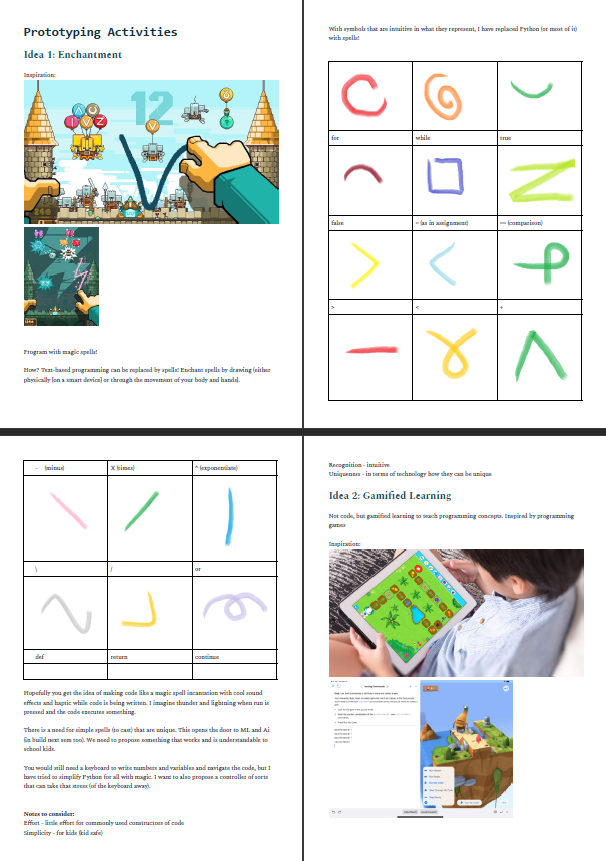 Prototyping Activities
Idea 1: Enchantment
Inspiration:
12
Program with magic spells!
How? Text-based programming can be replaced by spells! Enchant spells by drawing (either
physically [on a smart device] or through the movement of your body and hands).
With symbols that are intuitive in what they represent, I have replaced Python (or most of it)
with spells!
for while true
false = (as in assignment) == (comparison)
> < +
- (minus) X (times) ^ (exponentiate)
\ / or
def return continue
Hopefully you get the idea of making code like a magic spell incantation with cool sound
effects and haptic while code is being written. I imagine thunder and lightning when run is
pressed and the code executes something.
There is a need for simple spells (to cast) that are unique. This opens the door to ML and Ai
(in build next sem too). We need to propose something that works and is understandable to
school kids.
You would still need a keyboard to write numbers and variables and navigate the code, but I
have tried to simplify Python for all with magic. I want to also propose a controller of sorts
that can take that stress (of the keyboard away).
Notes to consider:
Effort - little effort for commonly used constructors of code
Simplicity - for kids (kid safe)
Recognition - intuitive
Uniqueness - in terms of technology how they can be unique
Idea 2: Gamified Learning
Not code, but gamified learning to teach programming concepts. Inspired by programming
games
Inspiration: